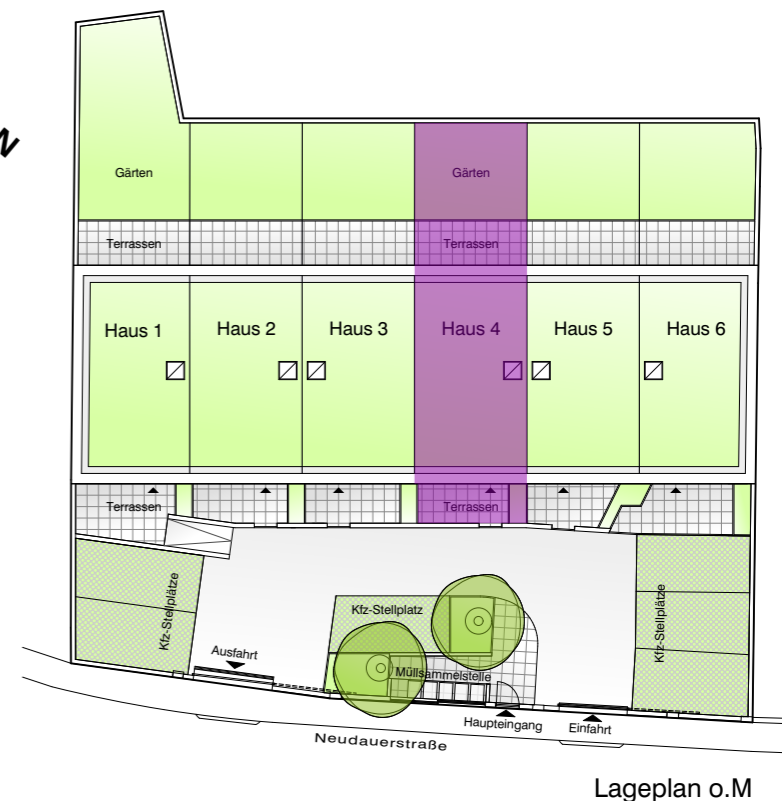 N
Gärten Gärten
Terrassen Terrassen
Haus 1 Haus 2 Haus 3 Haus 4 Haus 5 Haus 6
Terrassen Terrassen
Kfz-Stellplätze
Kfz-Stellplatz
Kfz-Stellplätze
Ausfahrt
Müllsammelstelle
Haupteingang
Einfahrt
Neudauerstraße
Lageplan o.M